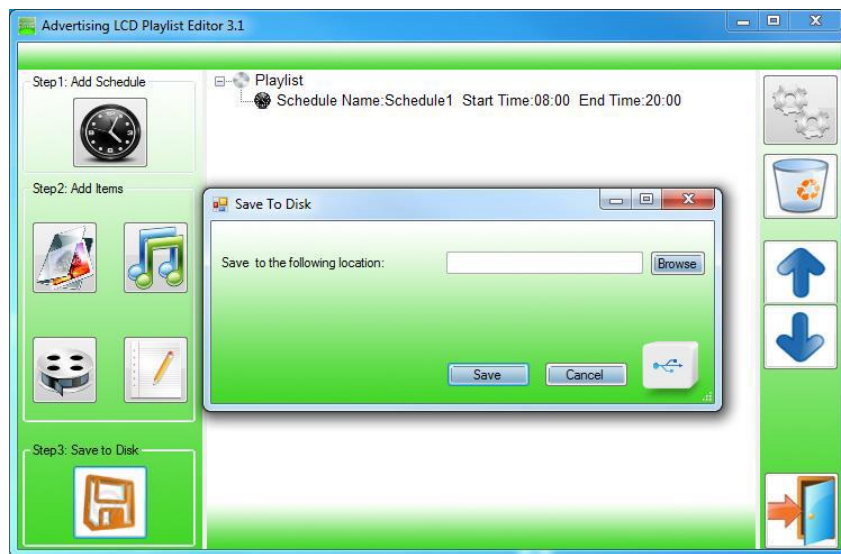 Advertising LCD Playlist Editor 3.1
Step1: Add Schedule
Playlist
Schedule Name:Schedule1 Start Time:08:00 End Time:20:00
Step2: Add Items
Save To Disk
Save to the following location:
Browse
Save
Cancel
Step3: Save to Disk